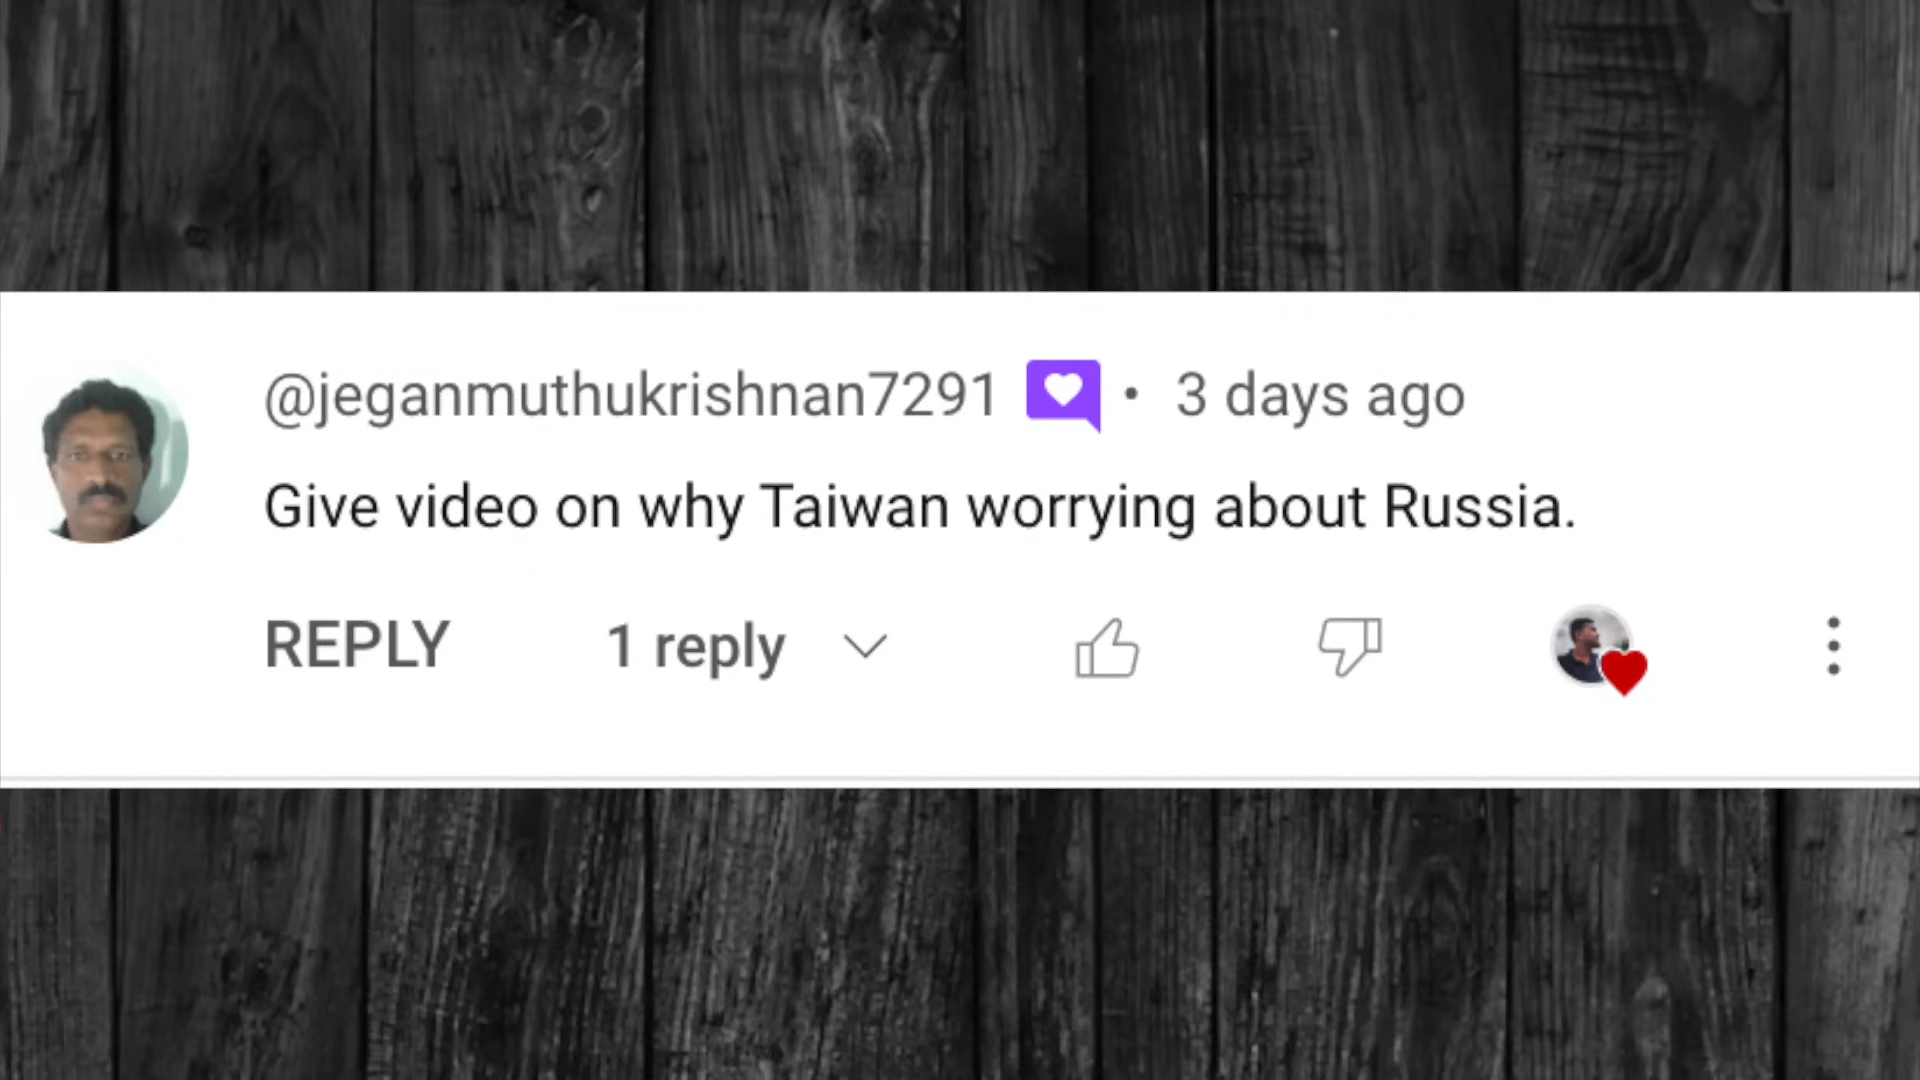 @jeganmuthukrishnan7291 • 3 days ago
Give video on why Taiwan worrying about Russia.
REPLY 1 reply